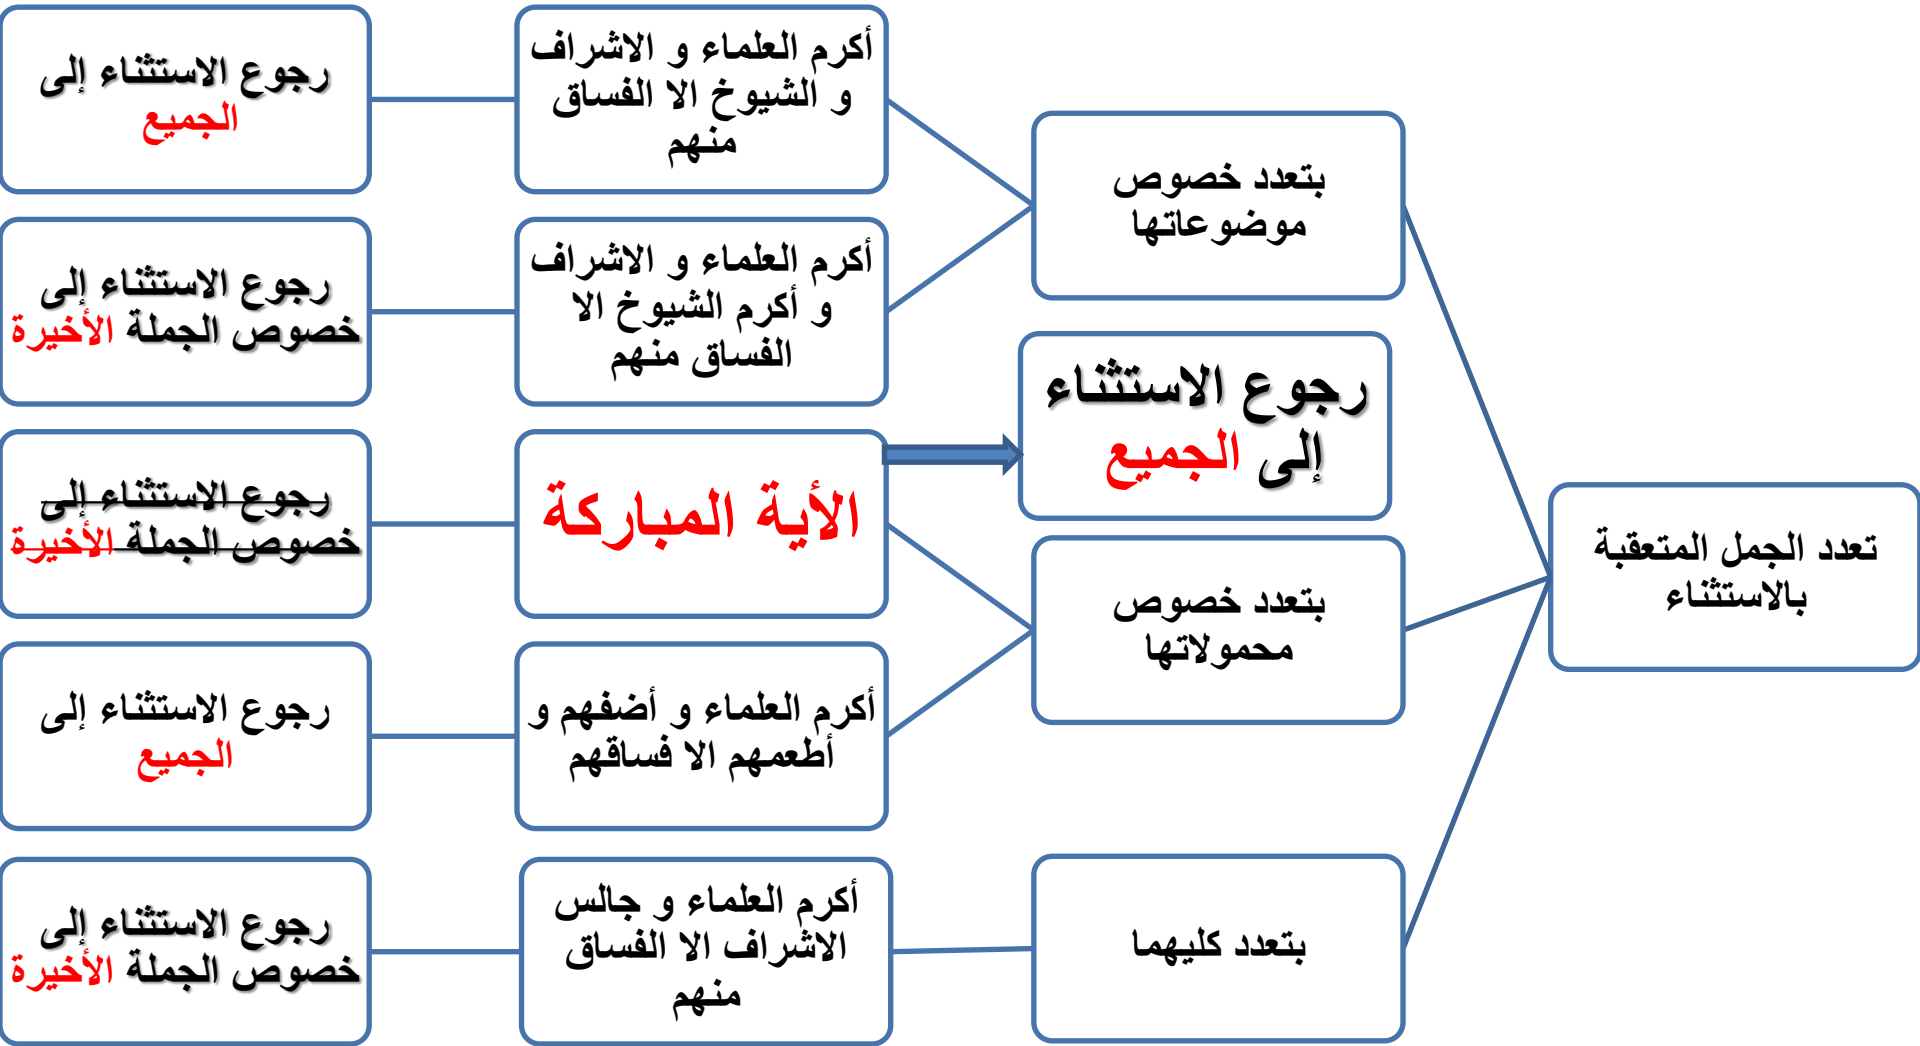 تعدد الجمل المتعقبة
بالاستثناء
بتعدد خصوص
موضوعاتها
أكرم العلماء و الاشراف
و الشيوخ الا الفساق
منهم
رجوع الاستثناء إلى
الجميع
أكرم العلماء و الاشراف
و أكرم الشيوخ الا
الفساق منهم
رجوع الاستثناء إلى
خصوص الجملة الأخيرة
بتعدد خصوص
محمولاتها
الأية المباركة
رجوع الاستثناء
إلى الجميع
رجوع الاستثناء إلى
خصوص الجملة الأخيرة
أكرم العلماء و أضفهم و
أطعمهم الا فساقهم
رجوع الاستثناء إلى
الجميع
بتعدد كليهما
أكرم العلماء و جالس
الاشراف الا الفساق
منهم
رجوع الاستثناء إلى
خصوص الجملة الأخيرة